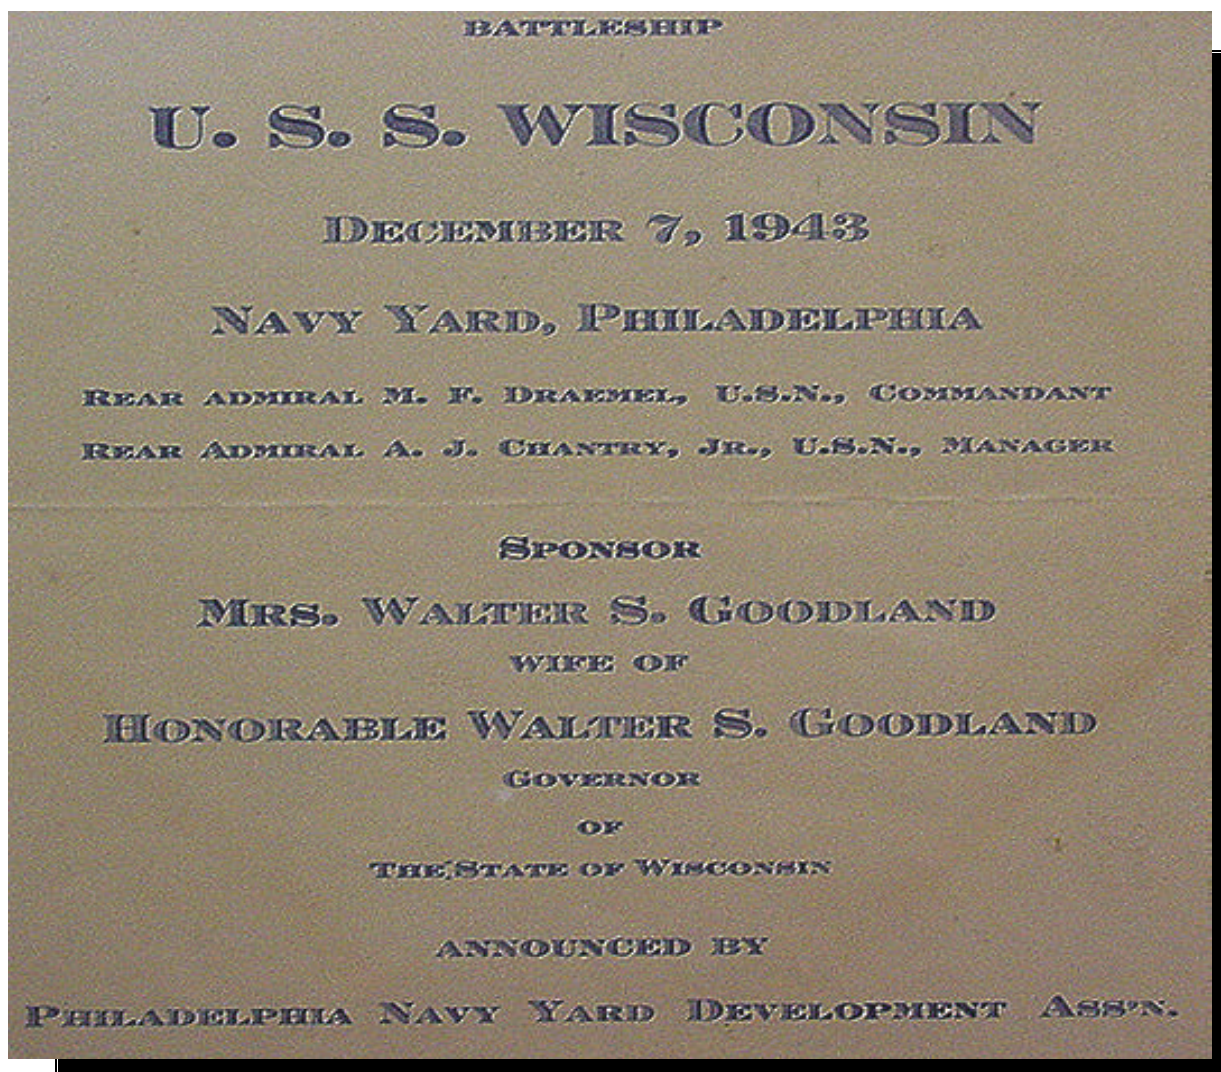 BATTLESHIP
U. S. S. WISCONSIN
DECEMBER 7, 1943
NAVY YARD, PHILADELPHIA
REAR ADMIRAL M. F. DRAEMEL, U.S.N., COMMANDANT
REAR ADMIRAL A. J. CHANTRY, JR., U.S.N., MANAGER
SPONSOR
MRS. WALTER S. GOODLAND
WIFE OF
HONORABLE WALTER S. GOODLAND
GOVERNOR
OF
THE STATE OF WISCONSIN
ANNOUNCED BY
PHILADELPHIA NAVY YARD DEVELOPMENT ASS'N.